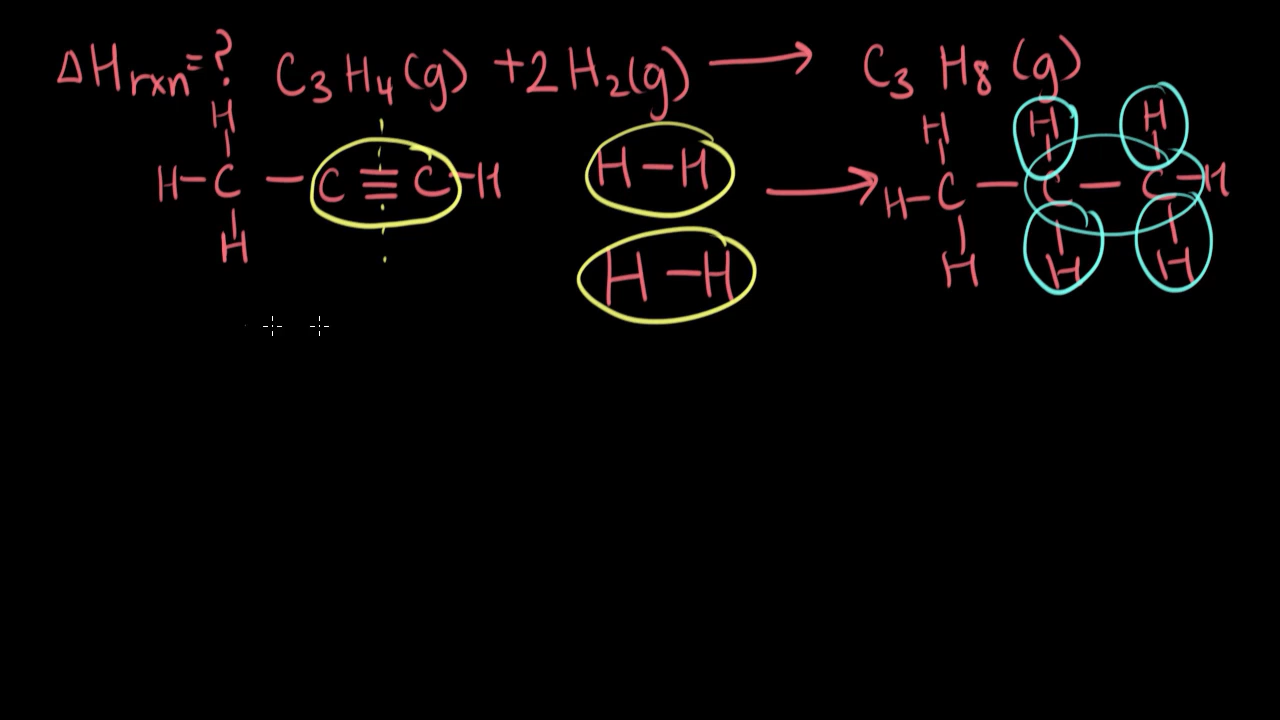 ΔHrxn=? C₃H₄(g) +2H₂(g) → C₃H₈(g)
H H H H
H-C-C≡C-H H-H → H-C-C-C-H
H H-H H H H